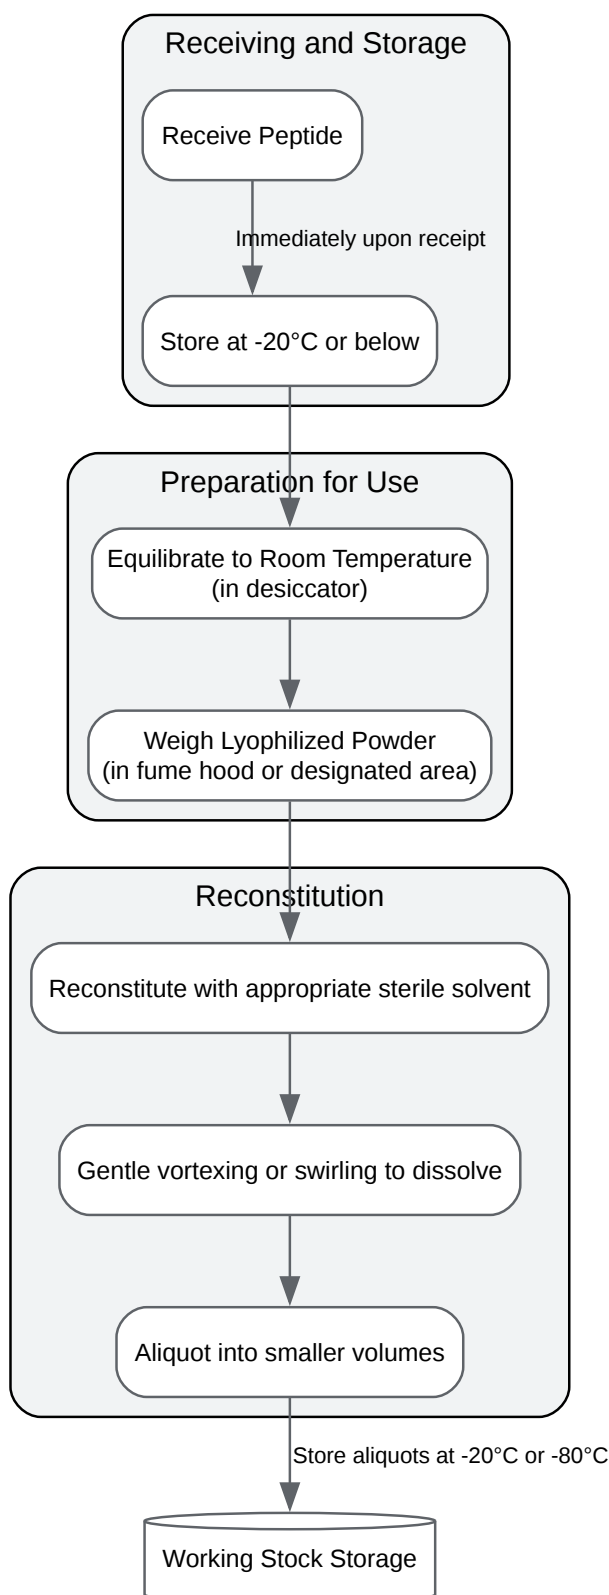 Receiving and Storage
Receive Peptide
Immediately upon receipt
Store at -20°C or below
Preparation for Use
Equilibrate to Room Temperature
(in desiccator)
Weigh Lyophilized Powder
(in fume hood or designated area)
Reconstitution
Reconstitute with appropriate sterile solvent
Gentle vortexing or swirling to dissolve
Aliquot into smaller volumes
Store aliquots at -20°C or -80°C
Working Stock Storage